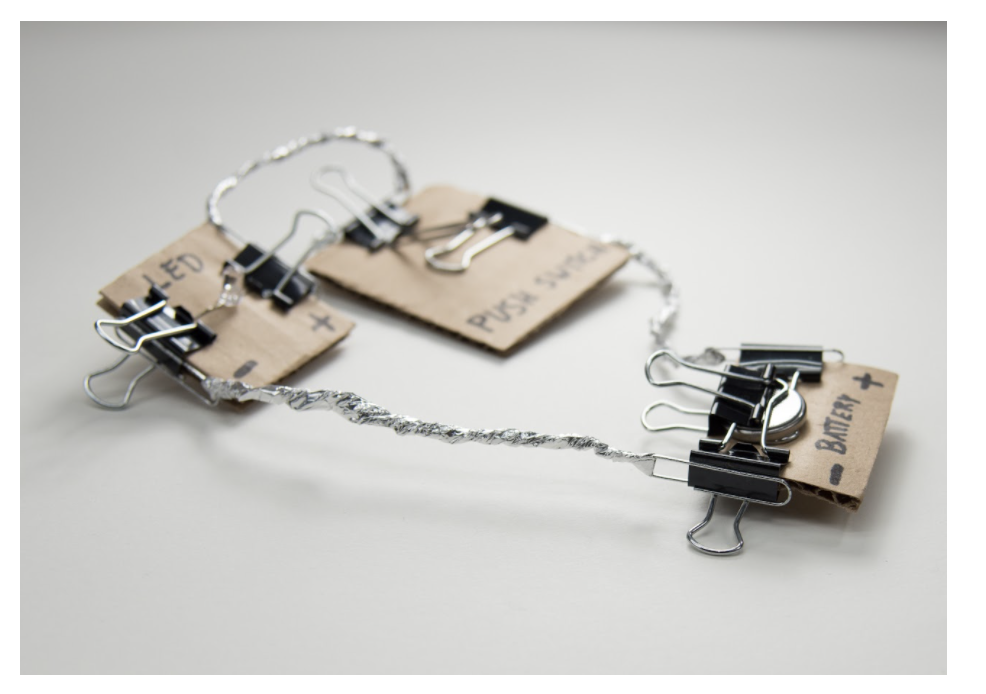 LED
+
-
PUSH SWITCH
+
BATTERY
-